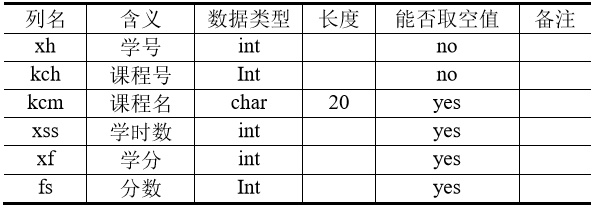 列名 含义 数据类型 长度 能否取空值 备注
xh 学号 int no
kch 课程号 Int no
kcm 课程名 char 20 yes
xss 学时数 int yes
xf 学分 int yes
fs 分数 Int yes